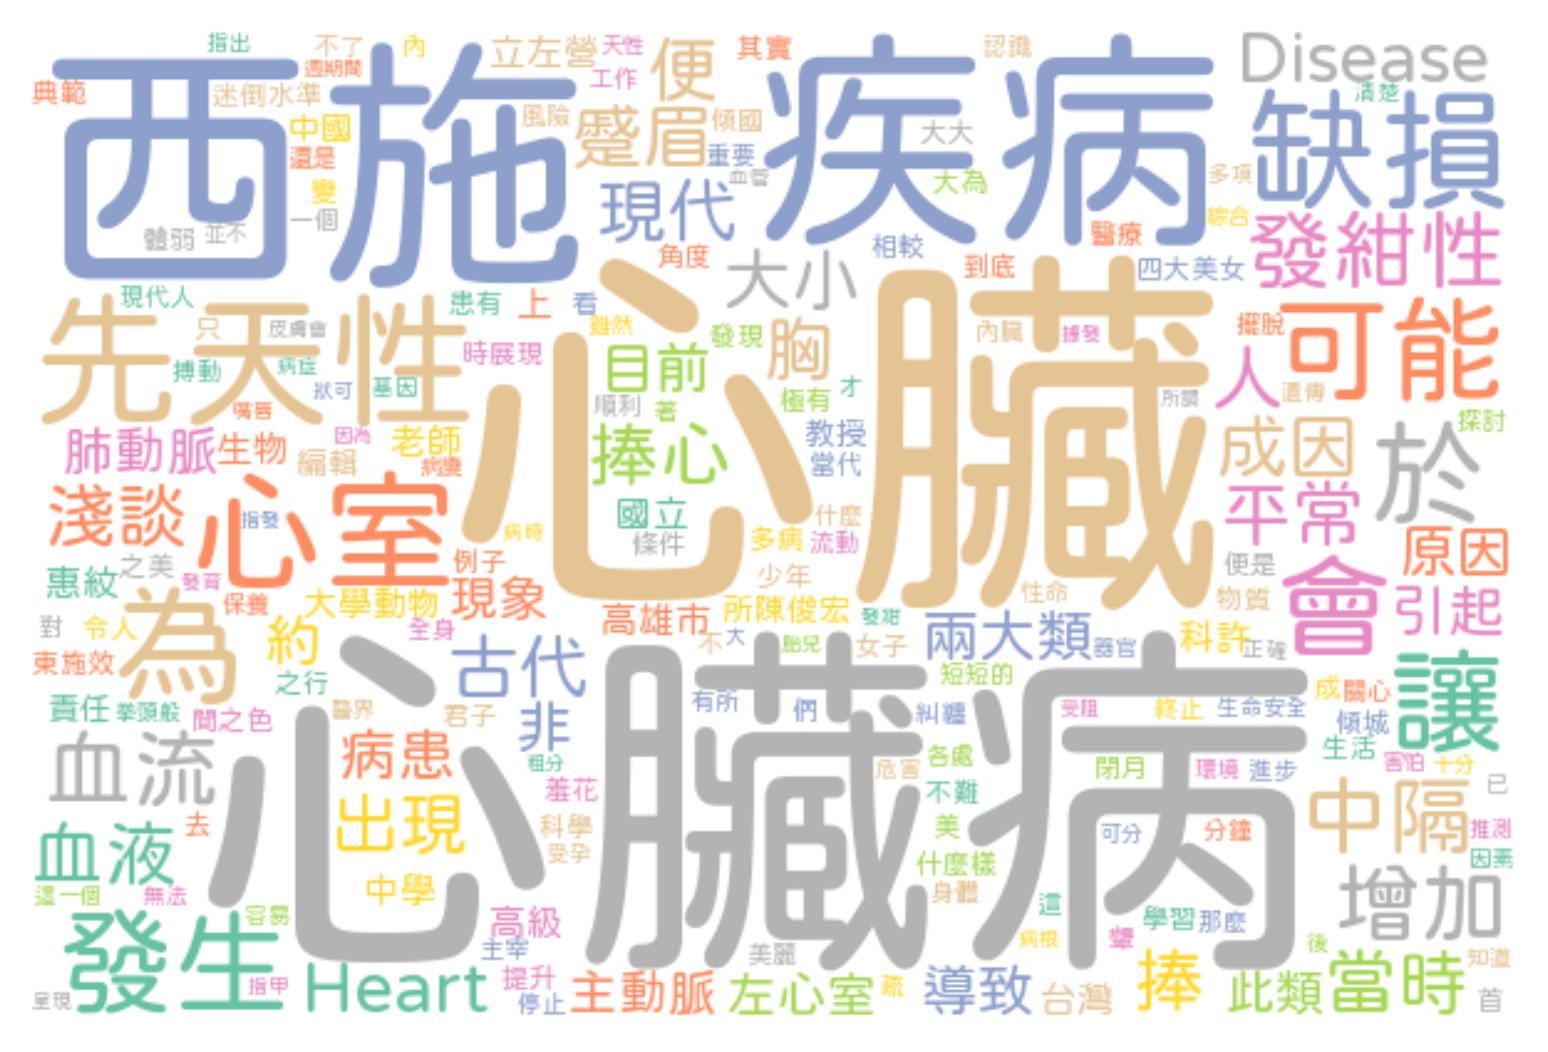 指出
不了
內
立左營
天性
便
其實
認識
Disease
週期間
工作
典範
迷倒水準
西施
疾病
清楚
缺損
風險
蹙眉
傾國
中國
大大
還是
重要
血管
大為
多項
變
現代
一個
綜合
發紺性
體弱
並不
醫療
相較
角度
大小
到底
四大美女
現代人
患有
上
看
先天性
心臟
可能
只
皮膚會
雖然
發現
胸
內臟
據發
擺脫
時展現
目前
人
搏動
病症
狀可
基因
極有
才
遺傳
所謂
嘴唇
順利
著
探討
肺動脈
生物
因為
老師
捧心
教授
成因
於
編輯
病變
當代
淺談
心室
平常
指發
國立
什麼
病時
條件
多病
流動
原因
之美
例子
便是
惠紋
發育
少年
會
保養
大學動物
現象
性命
物質
引起
為
高雄市
所陳俊宏
發紺
對
令人
約
全身
不
大
胎兒
女子
兩大類
器官
科許
正確
東施效
古代
讓
之行
短短的
成
關心
責任
拳頭般
閉之色
醫界
君子
非
有所
們
糾纏
受阻
終止
生命安全
傾城
血流
病患
心臟病
生活
粗分
各處
危害
閉月
環境
進步
害怕
十分
羞花
不難
中隔
已
出現
去
科學
美
可分
分鐘
推測
血液
受孕
什麼樣
因素
中學
這一個
無法
身體
增加
發生
容易
高級
這
學習
那麼
主宰
病根
顰
後
美麗
指甲
Heart
提升
知道
呈現
停止
主動脈
左心室
疏
導致
台灣
捧
此類
當時
首